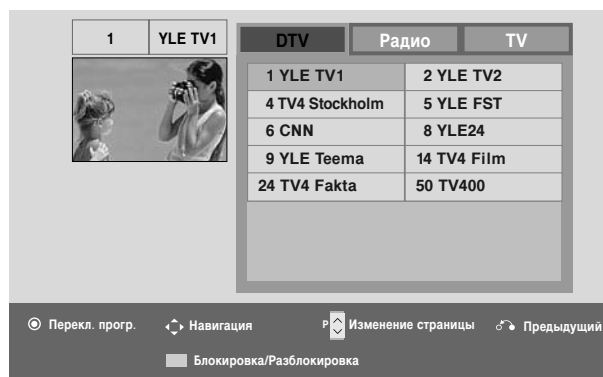 1 YLE TV1
DTV Радио TV
1 YLE TV1 2 YLE TV2
4 TV4 Stockholm 5 YLE FST
6 CNN 8 YLE24
9 YLE Teema 14 TV4 Film
24 TV4 Fakta 50 TV400
Перекл. прогр. Навигация P Изменение страницы Предыдущий
Блокировка/Разблокировка